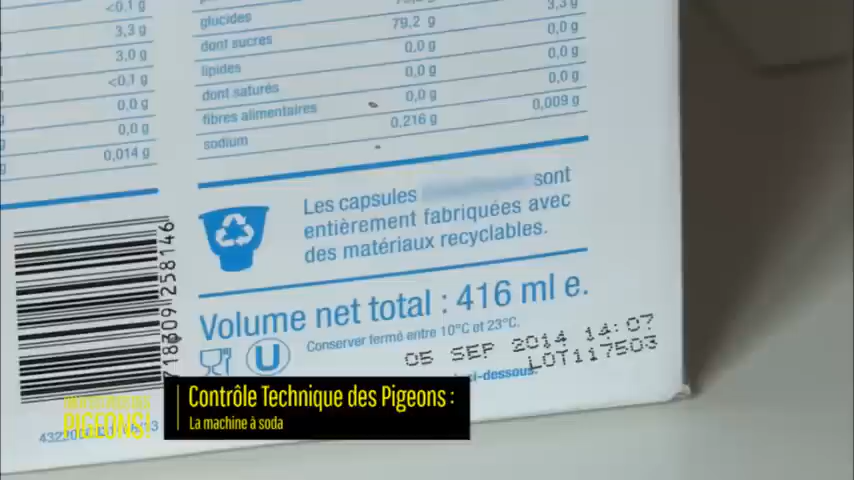 <0,1 g
3,3 g
3,0 g
<0,1 g
0,0 g
0,0 g
0,014 g
glucides
3,3 g
dont sucres 79,2 g 0,0 g
lipides 0,0 g 0,0 g
dont saturés 0,0 g 0,0 g
fibres alimentaires 0,0 g 0,009 g
sodium 0.216 g
Les capsules sont
entièrement fabriquées avec
des matériaux recyclables.
Volume net total : 416 ml e.
Conserver fermé entre 10°C et 23°C.
U
05 SEP 2014 14:07
LOT117503
ci-dessous.
718309 258146
PIGEONS!
Contrôle Technique des Pigeons :
La machine à soda